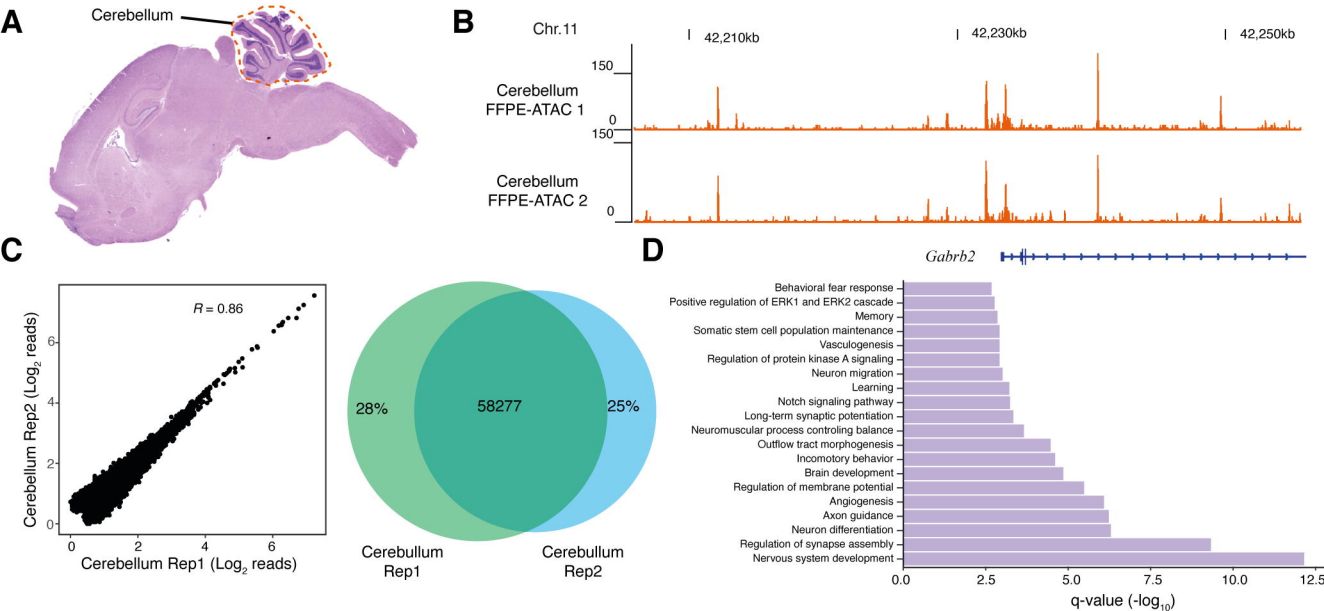 A
Cerebellum
B
Chr.11
42,210kb
42,230kb
42,250kb
150
Cerebellum
FFPE-ATAC 1
0
150
Cerebellum
FFPE-ATAC 2
0
Gabrb2
C
R = 0.86
Cerebellum Rep2 (Log2 reads)
6
4
2
0
0 2 4 6
Cerebellum Rep1 (Log2 reads)
28%
58277
25%
Cerebullum
Rep1
Cerebullum
Rep2
D
Behavioral fear response
Positive regulation of ERK1 and ERK2 cascade
Memory
Somatic stem cell population maintenance
Vasculogenesis
Regulation of protein kinase A signaling
Neuron migration
Learning
Notch signaling pathway
Long-term synaptic potentiation
Neuromuscular process controling balance
Outflow tract morphogenesis
Incomotory behavior
Brain development
Regulation of membrane potential
Angiogenesis
Axon guidance
Neuron differentiation
Regulation of synapse assembly
Nervous system development
0.0 2.5 5.0 7.5 10.0 12.5
q-value (-log10)